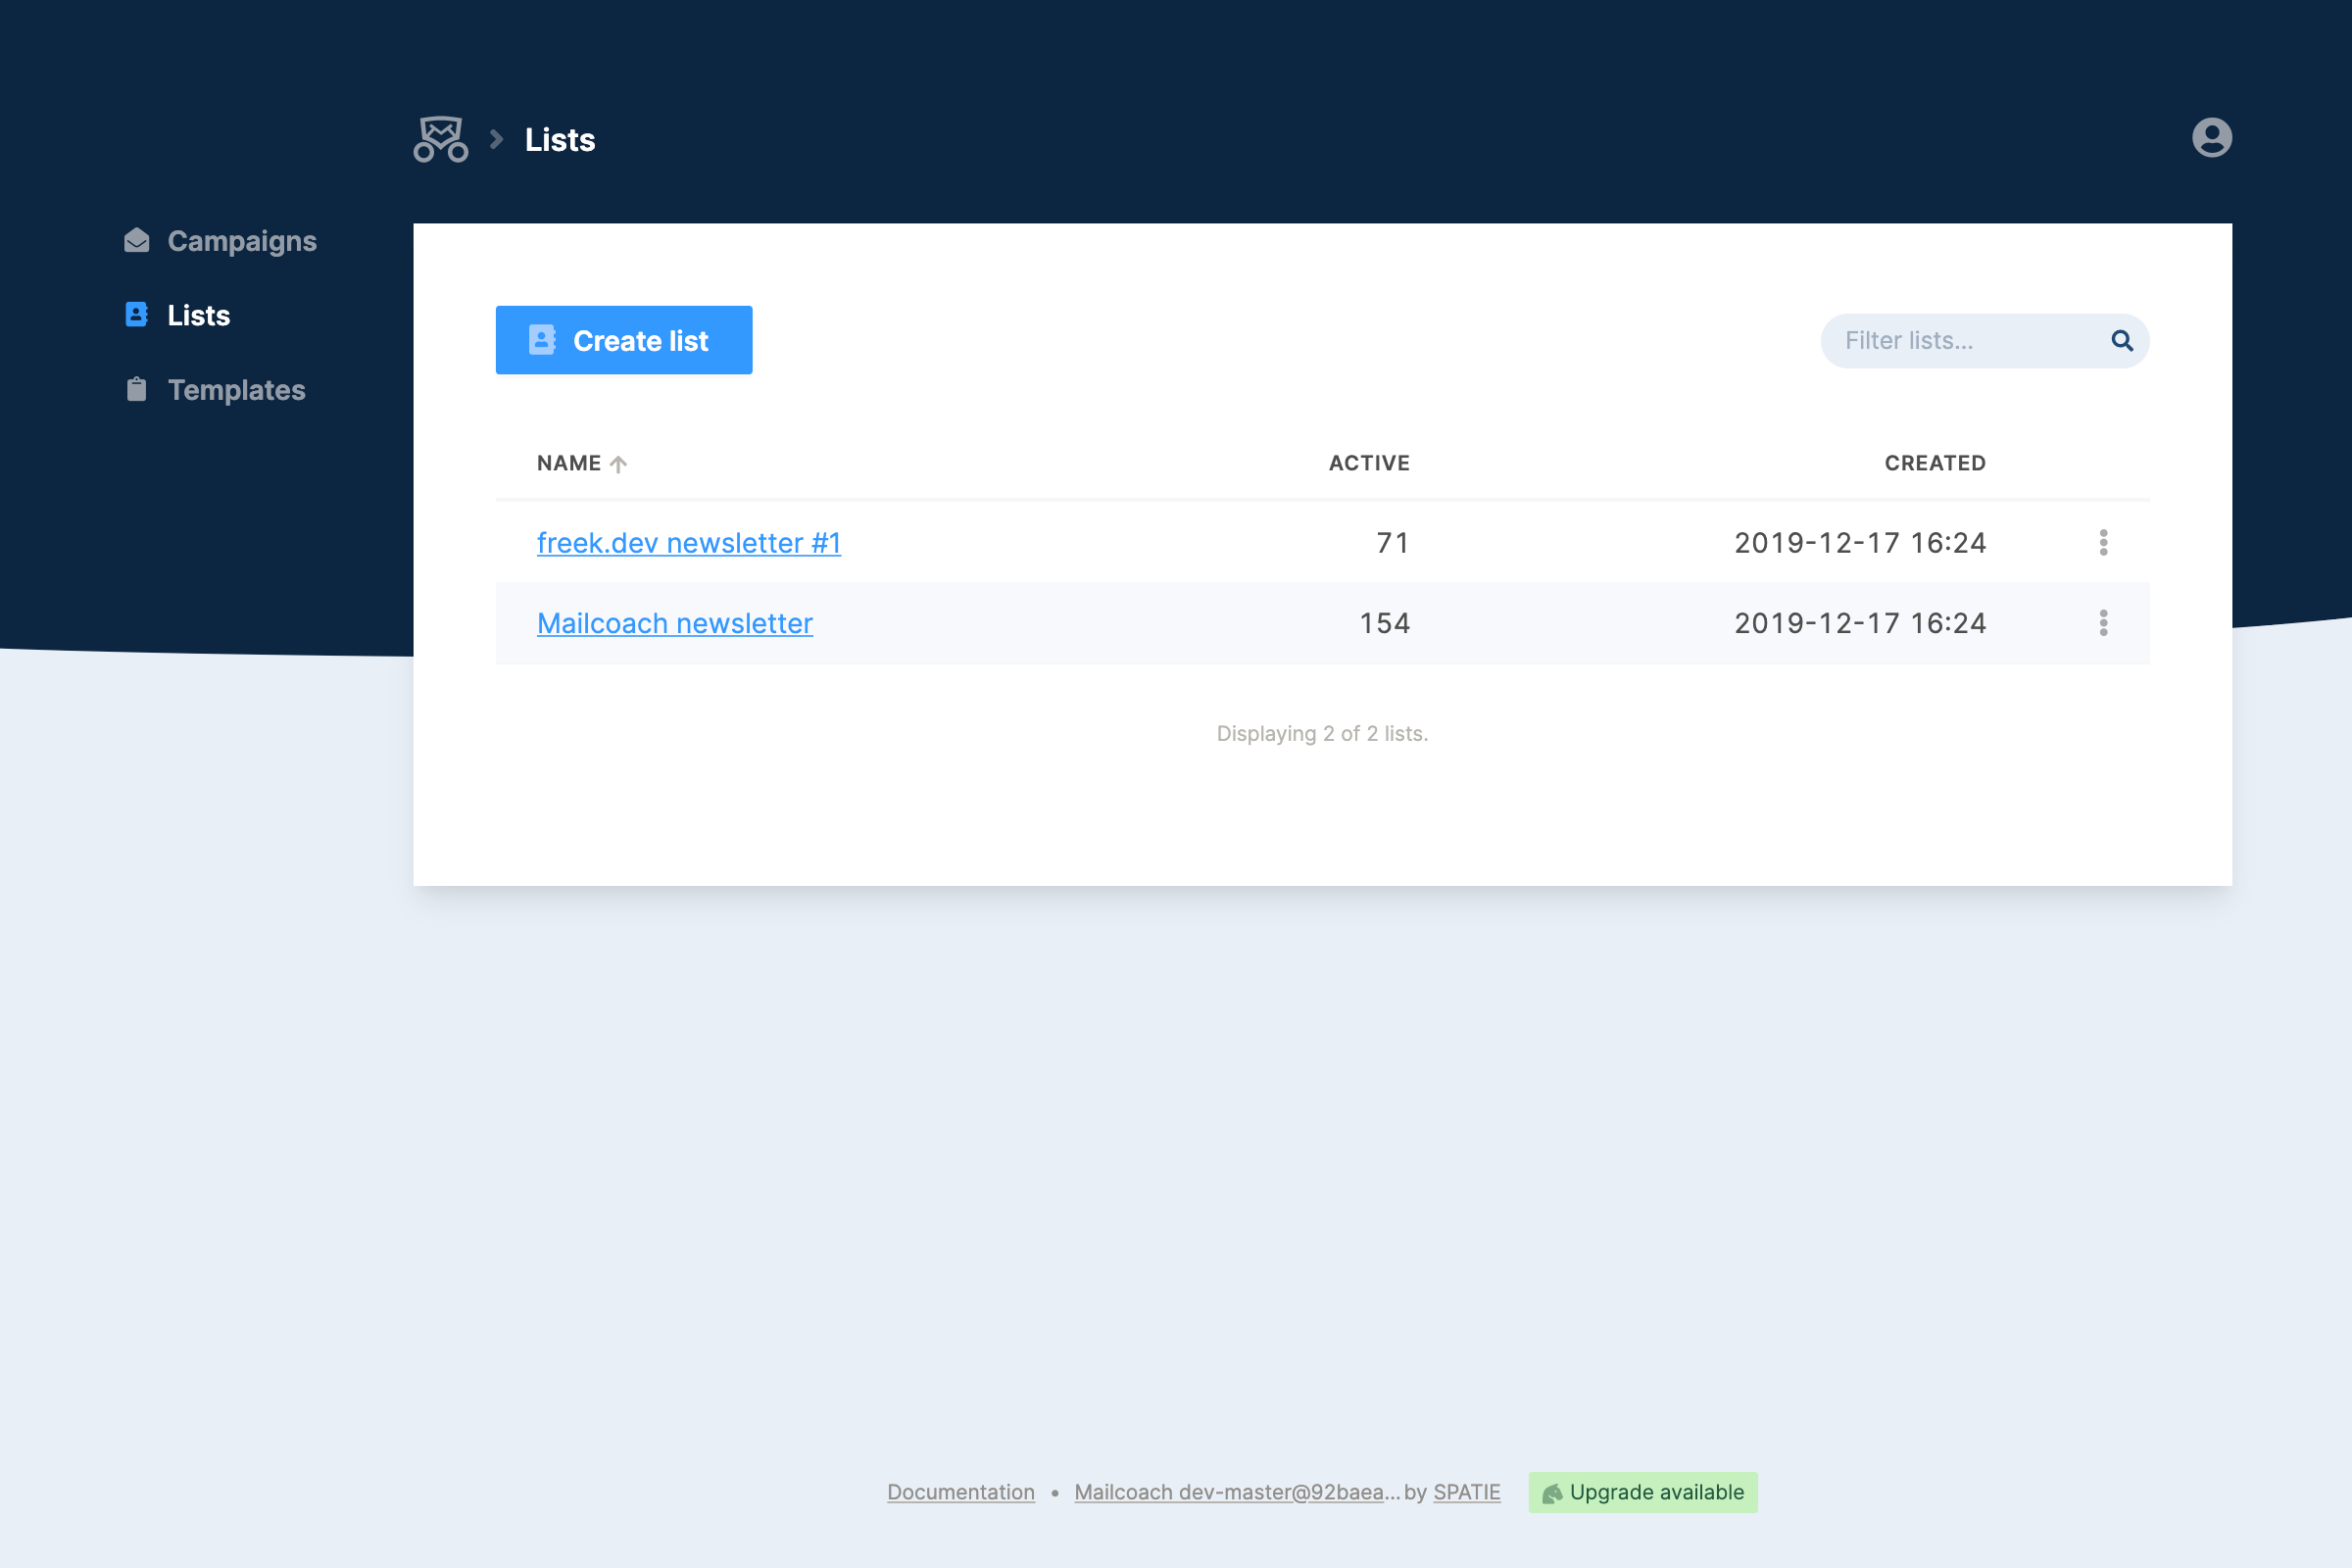 Lists
Campaigns
Lists
Templates
Create list
Filter lists...
NAME ACTIVE CREATED
freek.dev newsletter #1 71 2019-12-17 16:24
Mailcoach newsletter 154 2019-12-17 16:24
Displaying 2 of 2 lists.
Documentation • Mailcoach dev-master@92baea... by SPATIE Upgrade available